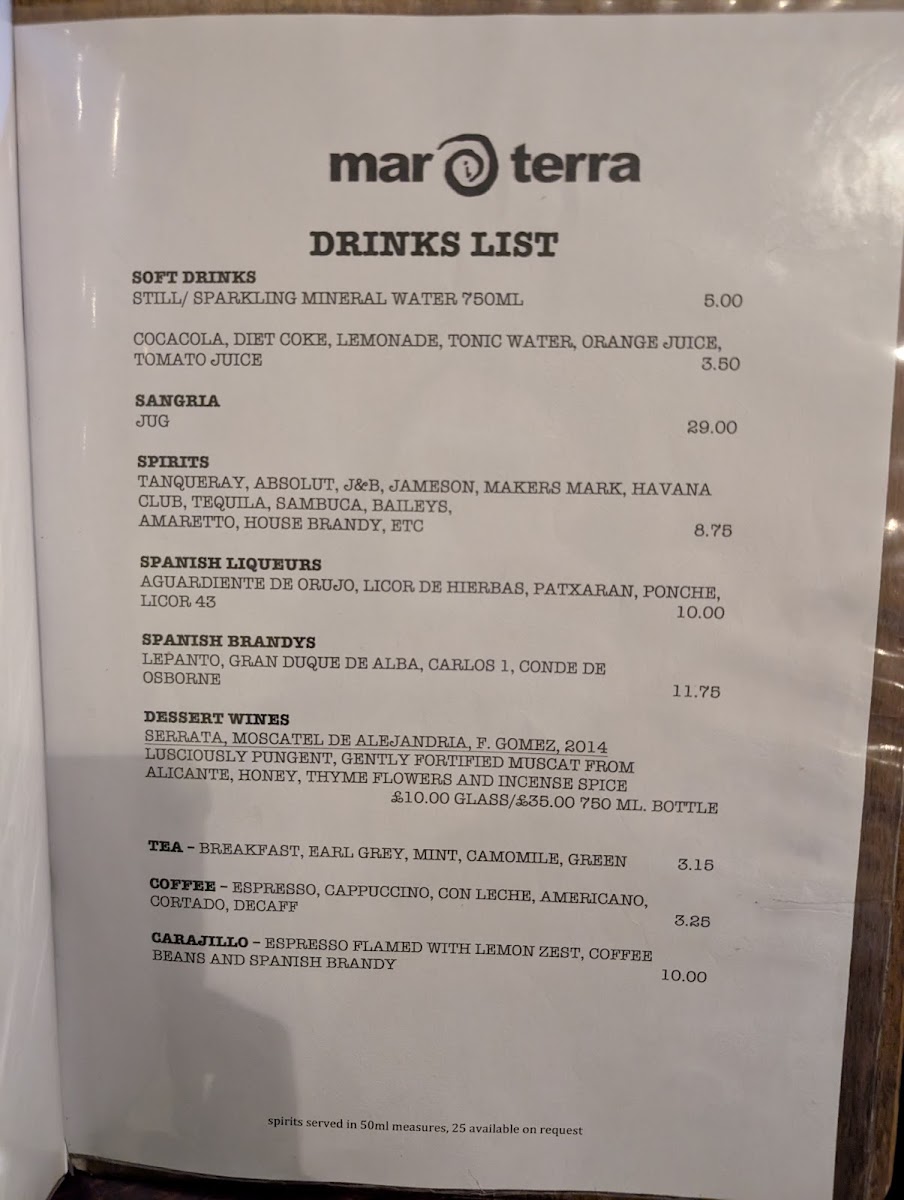 mar i terra
DRINKS LIST
SOFT DRINKS
STILL/ SPARKLING MINERAL WATER 750ML 5.00
COCACOLA, DIET COKE, LEMONADE, TONIC WATER, ORANGE JUICE,
TOMATO JUICE 3.50
SANGRIA
JUG 29.00
SPIRITS
TANQUERAY, ABSOLUT, J&B, JAMESON, MAKERS MARK, HAVANA
CLUB, TEQUILA, SAMBUCA, BAILEYS,
AMARETTO, HOUSE BRANDY, ETC 8.75
SPANISH LIQUEURS
AGUARDIENTE DE ORUJO, LICOR DE HIERBAS, PATXARAN, PONCHE,
LICOR 43 10.00
SPANISH BRANDYS
LEPANTO, GRAN DUQUE DE ALBA, CARLOS 1, CONDE DE
OSBORNE 11.75
DESSERT WINES
SERRATA, MOSCATEL DE ALEJANDRIA, F. GOMEZ, 2014
LUSCIOUSLY PUNGENT, GENTLY FORTIFIED MUSCAT FROM
ALICANTE, HONEY, THYME FLOWERS AND INCENSE SPICE
£10.00 GLASS/£35.00 750 ML. BOTTLE
TEA – BREAKFAST, EARL GREY, MINT, CAMOMILE, GREEN 3.15
COFFEE – ESPRESSO, CAPPUCCINO, CON LECHE, AMERICANO,
CORTADO, DECAFF 3.25
CARAJILLO – ESPRESSO FLAMED WITH LEMON ZEST, COFFEE
BEANS AND SPANISH BRANDY 10.00
spirits served in 50ml measures, 25 available on request